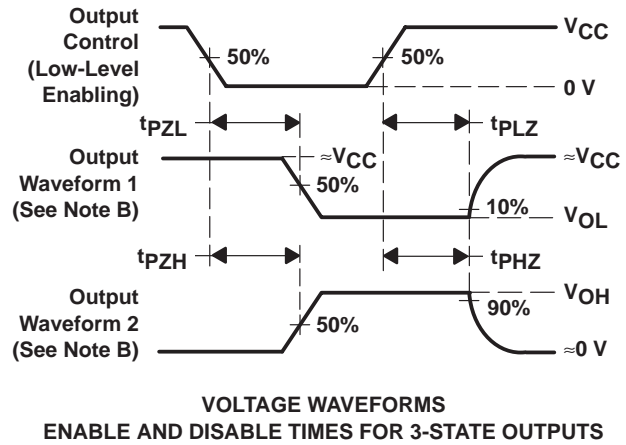 Output
Control
(Low-Level
Enabling)
50%
50%
VCC
0 V
tPZL
tPLZ
Output
Waveform 1
(See Note B)
≈VCC
50%
≈VCC
10%
VOL
tPZH
tPHZ
Output
Waveform 2
(See Note B)
50%
VOH
90%
≈0 V
VOLTAGE WAVEFORMS
ENABLE AND DISABLE TIMES FOR 3-STATE OUTPUTS